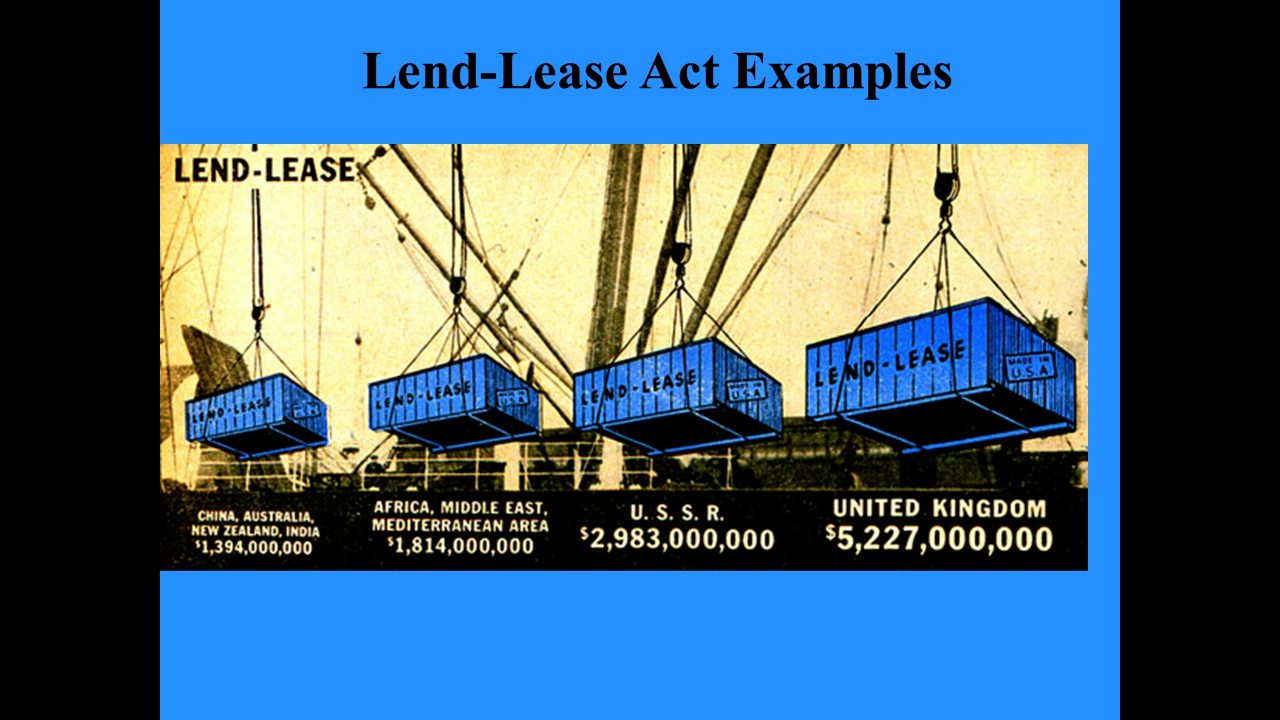 Lend-Lease Act Examples
LEND-LEASE
LEND-LEASE
LEND-LEASE
MADE IN
U.S.A
LEND-LEASE
MADE IN
U.S.A
LEND-LEASE
MADE IN
U.S.A
CHINA, AUSTRALIA,
NEW ZEALAND, INDIA
$1,394,000,000
AFRICA, MIDDLE EAST,
MEDITERRANEAN AREA
$1,814,000,000
U. S. S. R.
$2,983,000,000
UNITED KINGDOM
$5,227,000,000